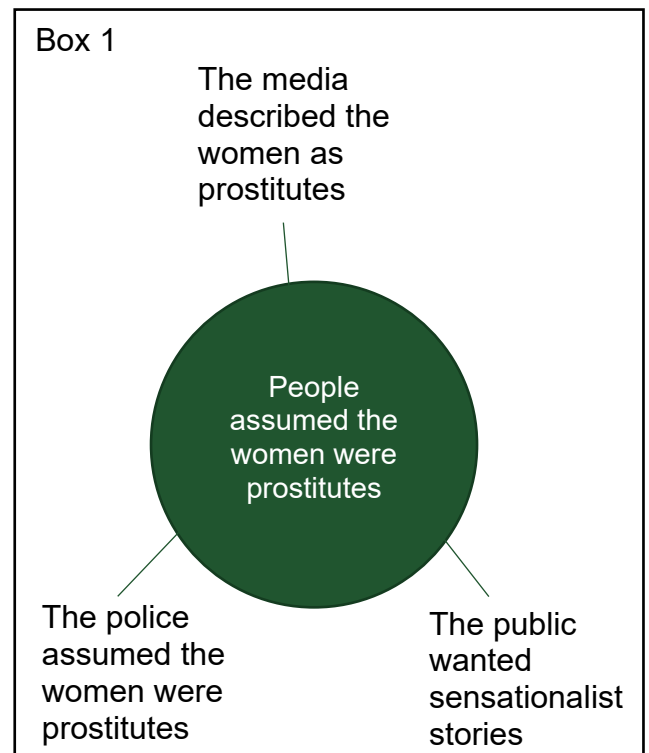 Box 1
The media
described the
women as
prostitutes
People
assumed the
women were
prostitutes
The police
assumed the
women were
prostitutes
The public
wanted
sensationalist
stories